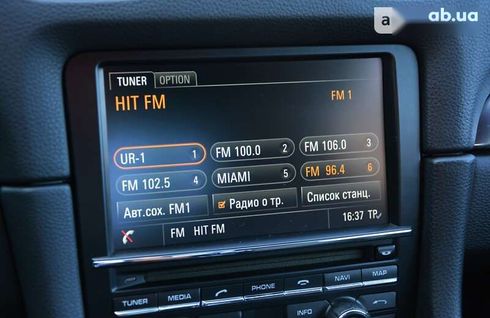 a ab.ua
TUNER OPTION
HIT FM FM 1
UR-1 1 FM 100.0 2 FM 106.0 3
FM 102.5 4 MIAMI 5 FM 96.4 6
Авт.сох. FM1 Радио о тр. Список станц.
FM HIT FM 16:37 TP
TUNER MEDIA PHONE NAVI MAP
INFO